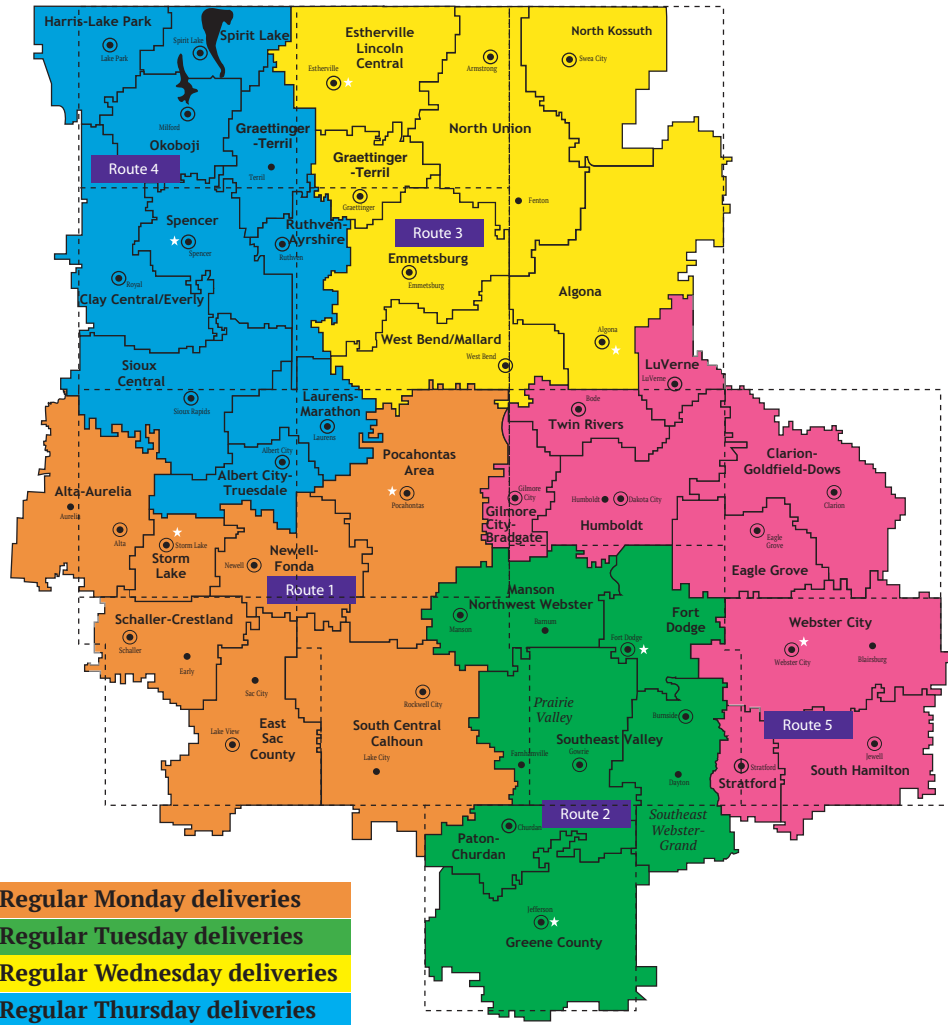 Harris-Lake Park
Lake Park
Spirit Lake
Spirit Lake
Estherville
Lincoln
Central
Estherville
Armstrong
North Kossuth
Swea City
Milford
Okoboji
Graettinger
-Terril
Terril
North Union
Graettinger
-Terril
Graettinger
Fenton
Route 4
Spencer
Spencer
Ruthven-
Ayrshire
Ruthven
Route 3
Emmetsburg
Emmetsburg
Royal
Clay Central/Everly
Algona
Algona
West Bend/Mallard
West Bend
Sioux
Central
Sioux Rapids
LuVerne
LuVerne
Laurens-
Marathon
Laurens
Bode
Twin Rivers
Albert City
Albert City-
Truesdale
Pocahontas
Area
Pocahontas
Clarion-
Goldfield-Dows
Clarion
Alta-Aurelia
Aurelia
Alta
Gilmore
City
Gilmore
City-
Bradgate
Humboldt
Dakota City
Humboldt
Eagle
Grove
Eagle Grove
Storm Lake
Storm
Lake
Newell
Newell-
Fonda
Route 1
Manson
Northwest Webster
Manson
Barnum
Fort
Dodge
Fort Dodge
Schaller-Crestland
Schaller
Early
Webster City
Webster City
Blairsburg
Sac City
Rockwell City
Lake View
East
Sac
County
South Central
Calhoun
Lake City
Prairie
Valley
Burnside
Southeast Valley
Farnhamville
Gowrie
Dayton
Route 5
Jewell
South Hamilton
Stratford
Stratford
Route 2
Churdan
Paton-
Churdan
Southeast
Webster-
Grand
Jefferson
Greene County
Regular Monday deliveries
Regular Tuesday deliveries
Regular Wednesday deliveries
Regular Thursday deliveries